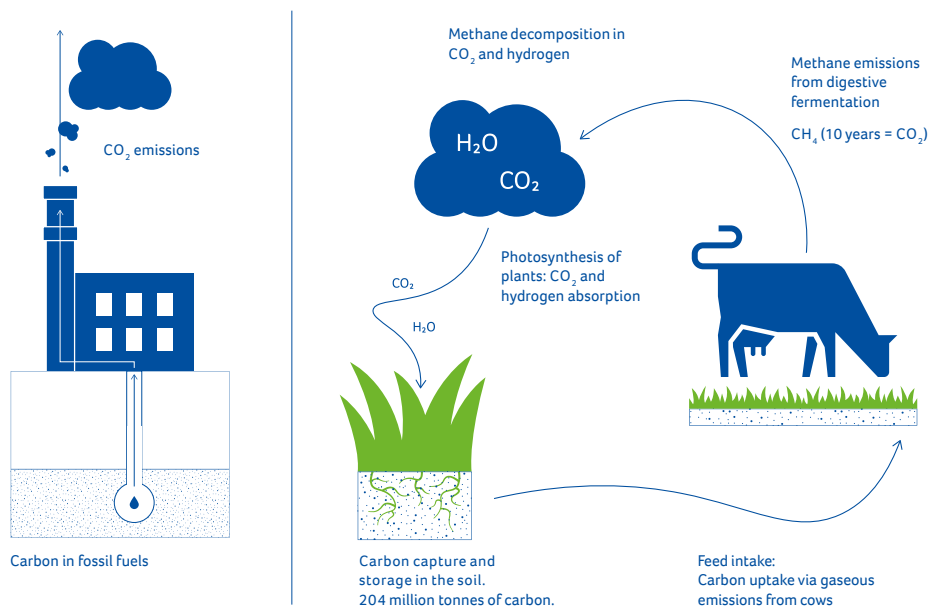 CO₂ emissions
Carbon in fossil fuels
Methane decomposition in
CO₂ and hydrogen
H₂O
CO₂
Methane emissions
from digestive
fermentation
CH₄ (10 years = CO₂)
Photosynthesis of
plants: CO₂ and
hydrogen absorption
CO₂
H₂O
Carbon capture and
storage in the soil.
204 million tonnes of carbon.
Feed intake:
Carbon uptake via gaseous
emissions from cows